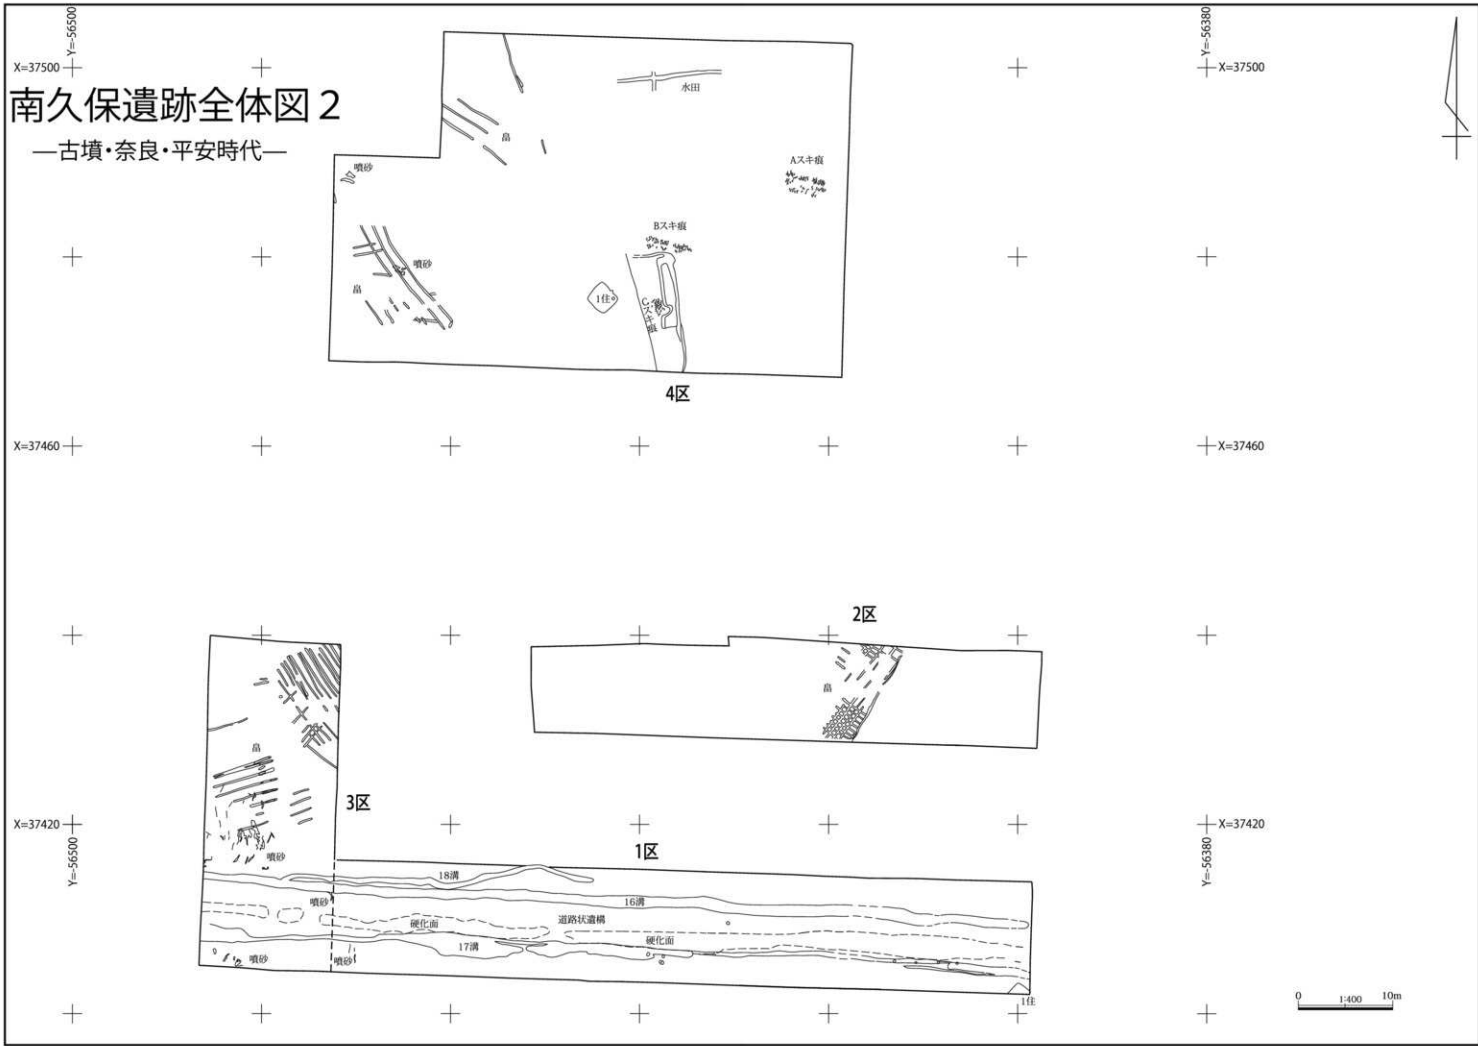 Y=-56500
Y=-56380
X=37500
X=37500
南久保遺跡全体図2
―古墳・奈良・平安時代―
水田
畠
Aスキ痕
噴砂
Bスキ痕
噴砂
畠
1住
Cスキ痕
4区
X=37460
X=37460
2区
畠
畠
3区
X=37420
X=37420
Y=-56500
Y=-56380
1区
噴砂
18溝
噴砂
16溝
硬化面
道路状遺構
硬化面
17溝
噴砂
噴砂
1住
0
1:400
10m